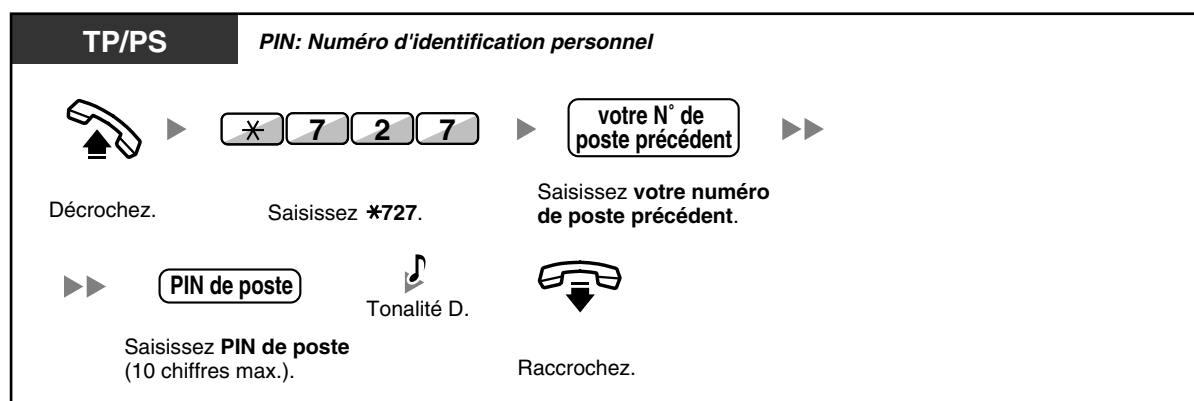 TP/PS
PIN: Numéro d'identification personnel
* 7 2 7
votre N° de
poste précédent
Décrochez.
Saisissez *727.
Saisissez votre numéro
de poste précédent.
PIN de poste
Tonalité D.
Saisissez PIN de poste
(10 chiffres max.).
Raccrochez.